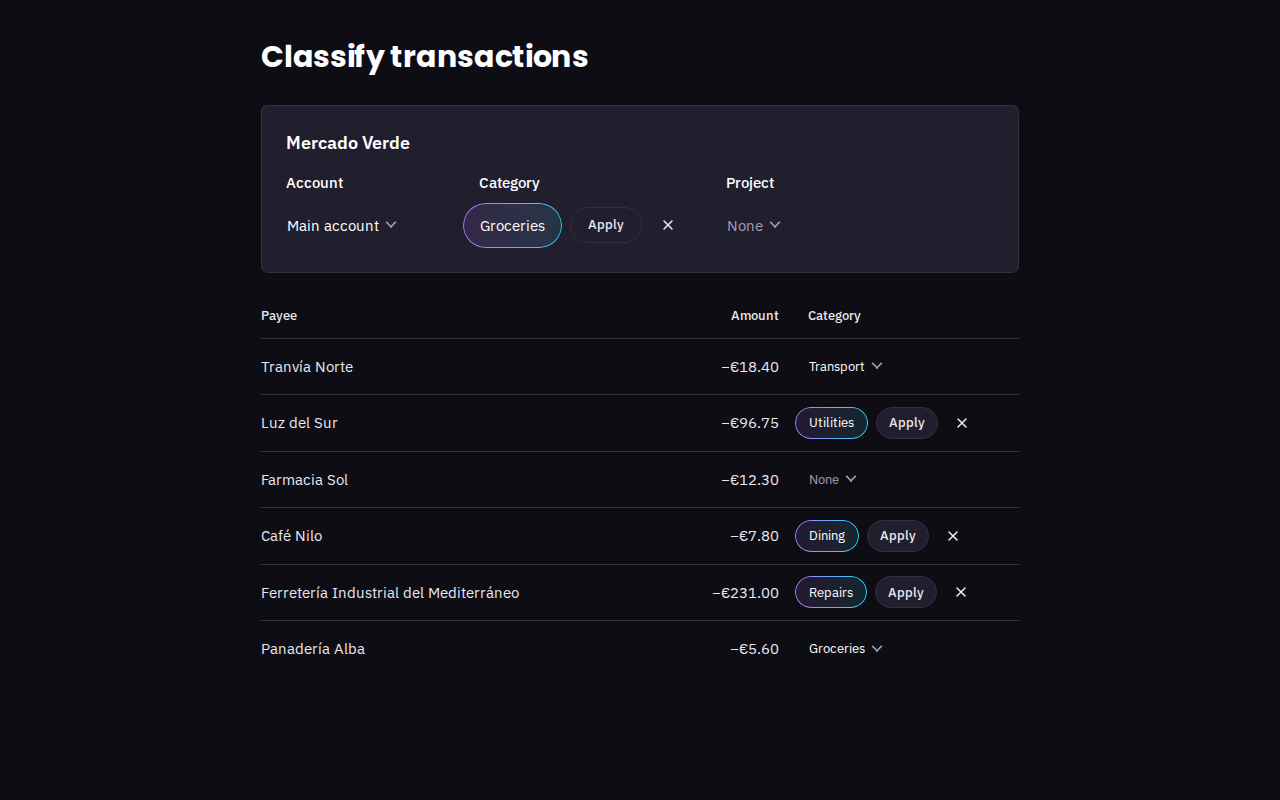 Classify transactions
Mercado Verde
Account Category Project
Main account Groceries Apply None
Payee Amount Category
Tranvía Norte −€18.40 Transport
Luz del Sur −€96.75 Utilities Apply
Farmacia Sol −€12.30 None
Café Nilo −€7.80 Dining Apply
Ferretería Industrial del Mediterráneo −€231.00 Repairs Apply
Panadería Alba −€5.60 Groceries